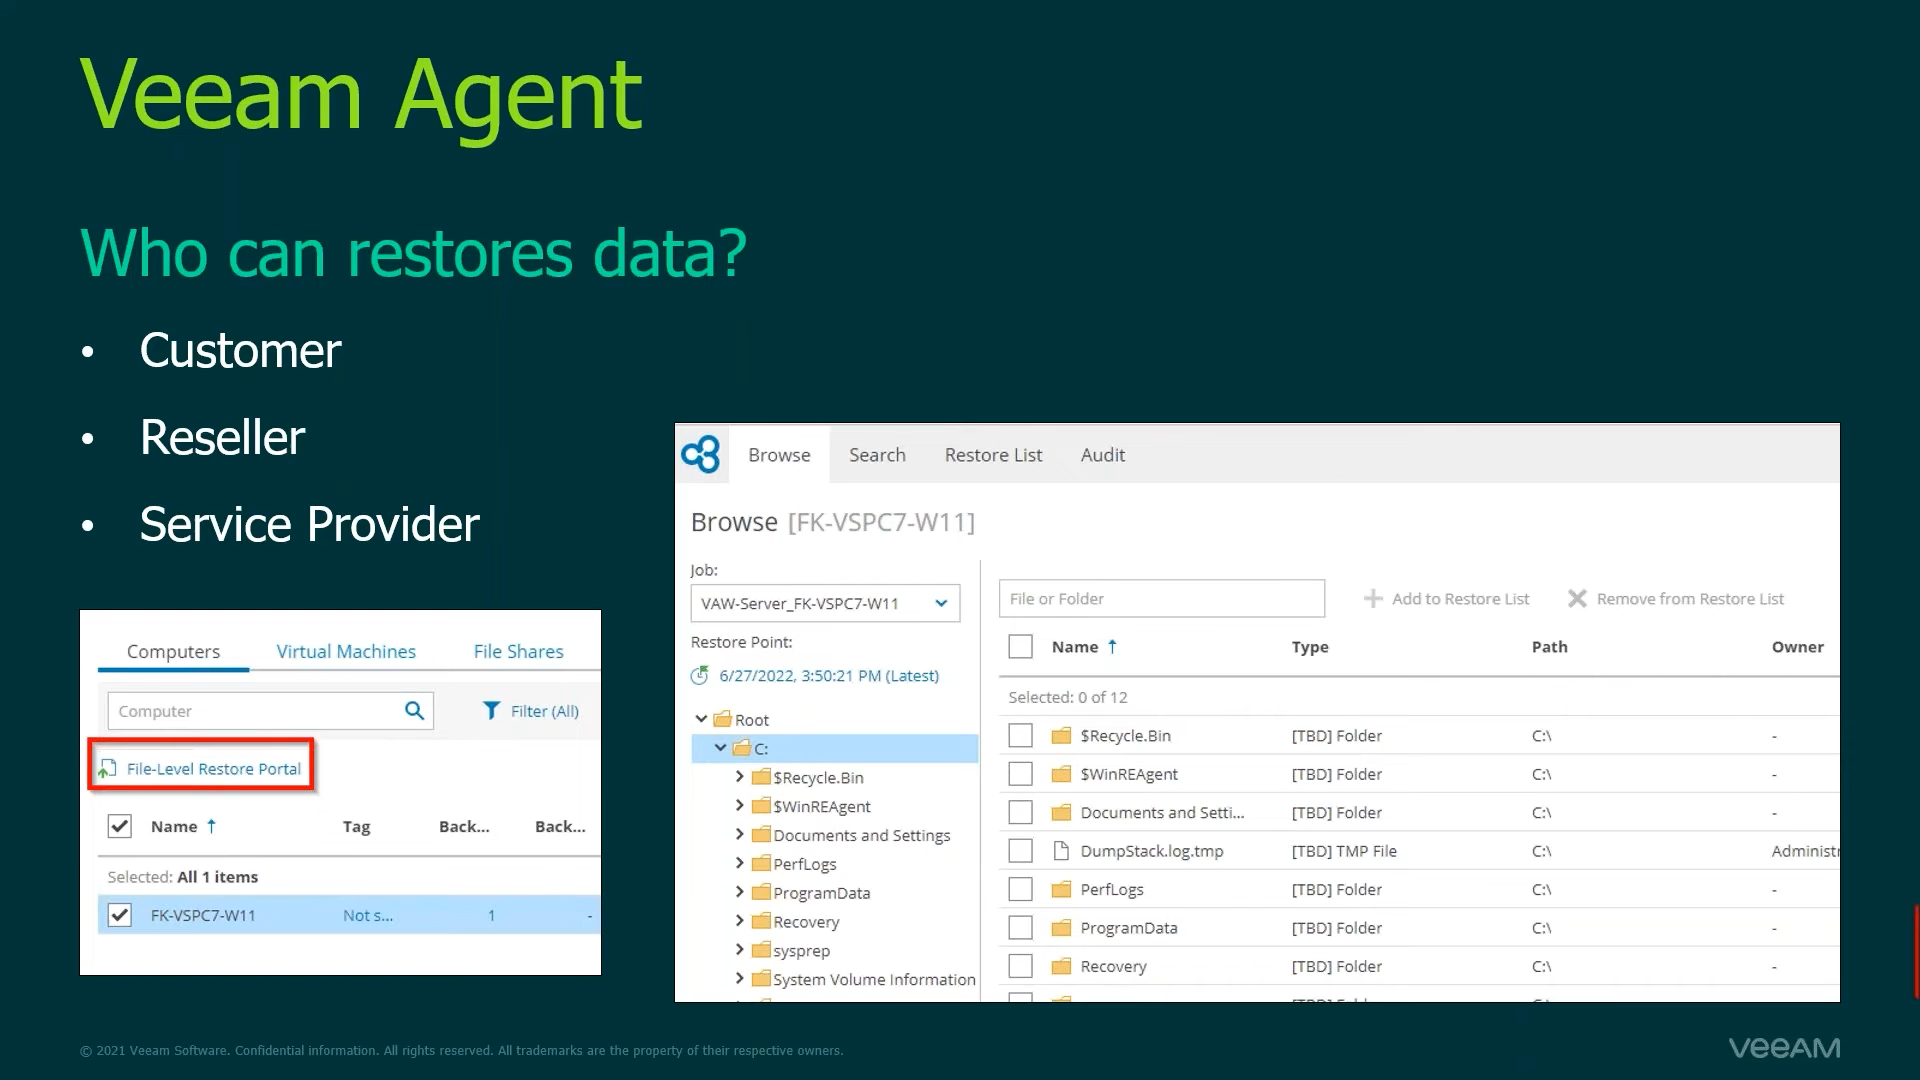 Veeam Agent
Who can restores data?
• Customer
• Reseller
• Service Provider
Computers Virtual Machines File Shares
Computer Filter (All)
File-Level Restore Portal
Name ↑ Tag Back... Back...
Selected: All 1 items
FK-VSPC7-W11 Not s... 1 -
Browse Search Restore List Audit
Browse [FK-VSPC7-W11]
Job:
VAW-Server_FK-VSPC7-W11
Restore Point:
6/27/2022, 3:50:21 PM (Latest)
Root
C:
$Recycle.Bin
$WinREAgent
Documents and Settings
PerfLogs
ProgramData
Recovery
sysprep
System Volume Information
File or Folder Add to Restore List Remove from Restore List
Name ↑ Type Path Owner
Selected: 0 of 12
$Recycle.Bin [TBD] Folder C:\ -
$WinREAgent [TBD] Folder C:\ -
Documents and Setti... [TBD] Folder C:\ -
DumpStack.log.tmp [TBD] TMP File C:\ Administr
PerfLogs [TBD] Folder C:\ -
ProgramData [TBD] Folder C:\ -
Recovery [TBD] Folder C:\ -
© 2021 Veeam Software. Confidential information. All rights reserved. All trademarks are the property of their respective owners.
veeAM